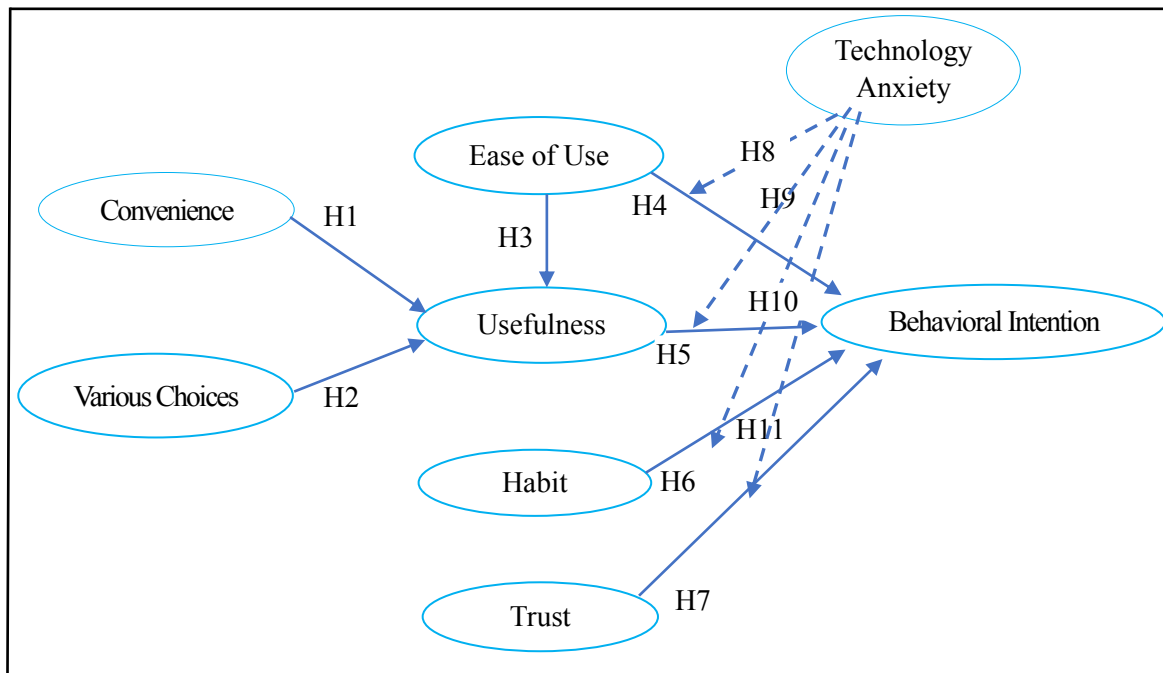 Technology
Anxiety
Ease of Use
H8
Convenience
H1
H4
H9
H3
H10
Usefulness
H5
Behavioral Intention
Various Choices
H2
H11
Habit
H6
Trust
H7